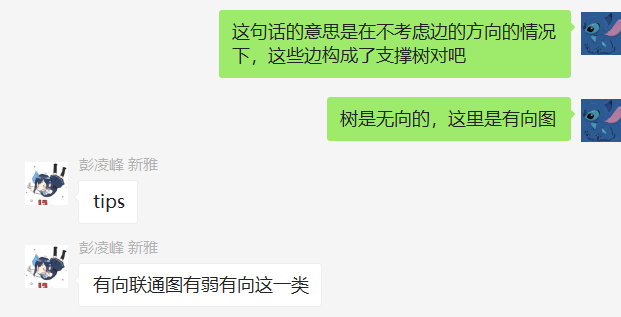 这句话的意思是在不考虑边的方向的情况
下，这些边构成了支撑树对吧
树是无向的，这里是有向图
彭凌峰 新雅
tips
彭凌峰 新雅
有向联通图有弱有向这一类